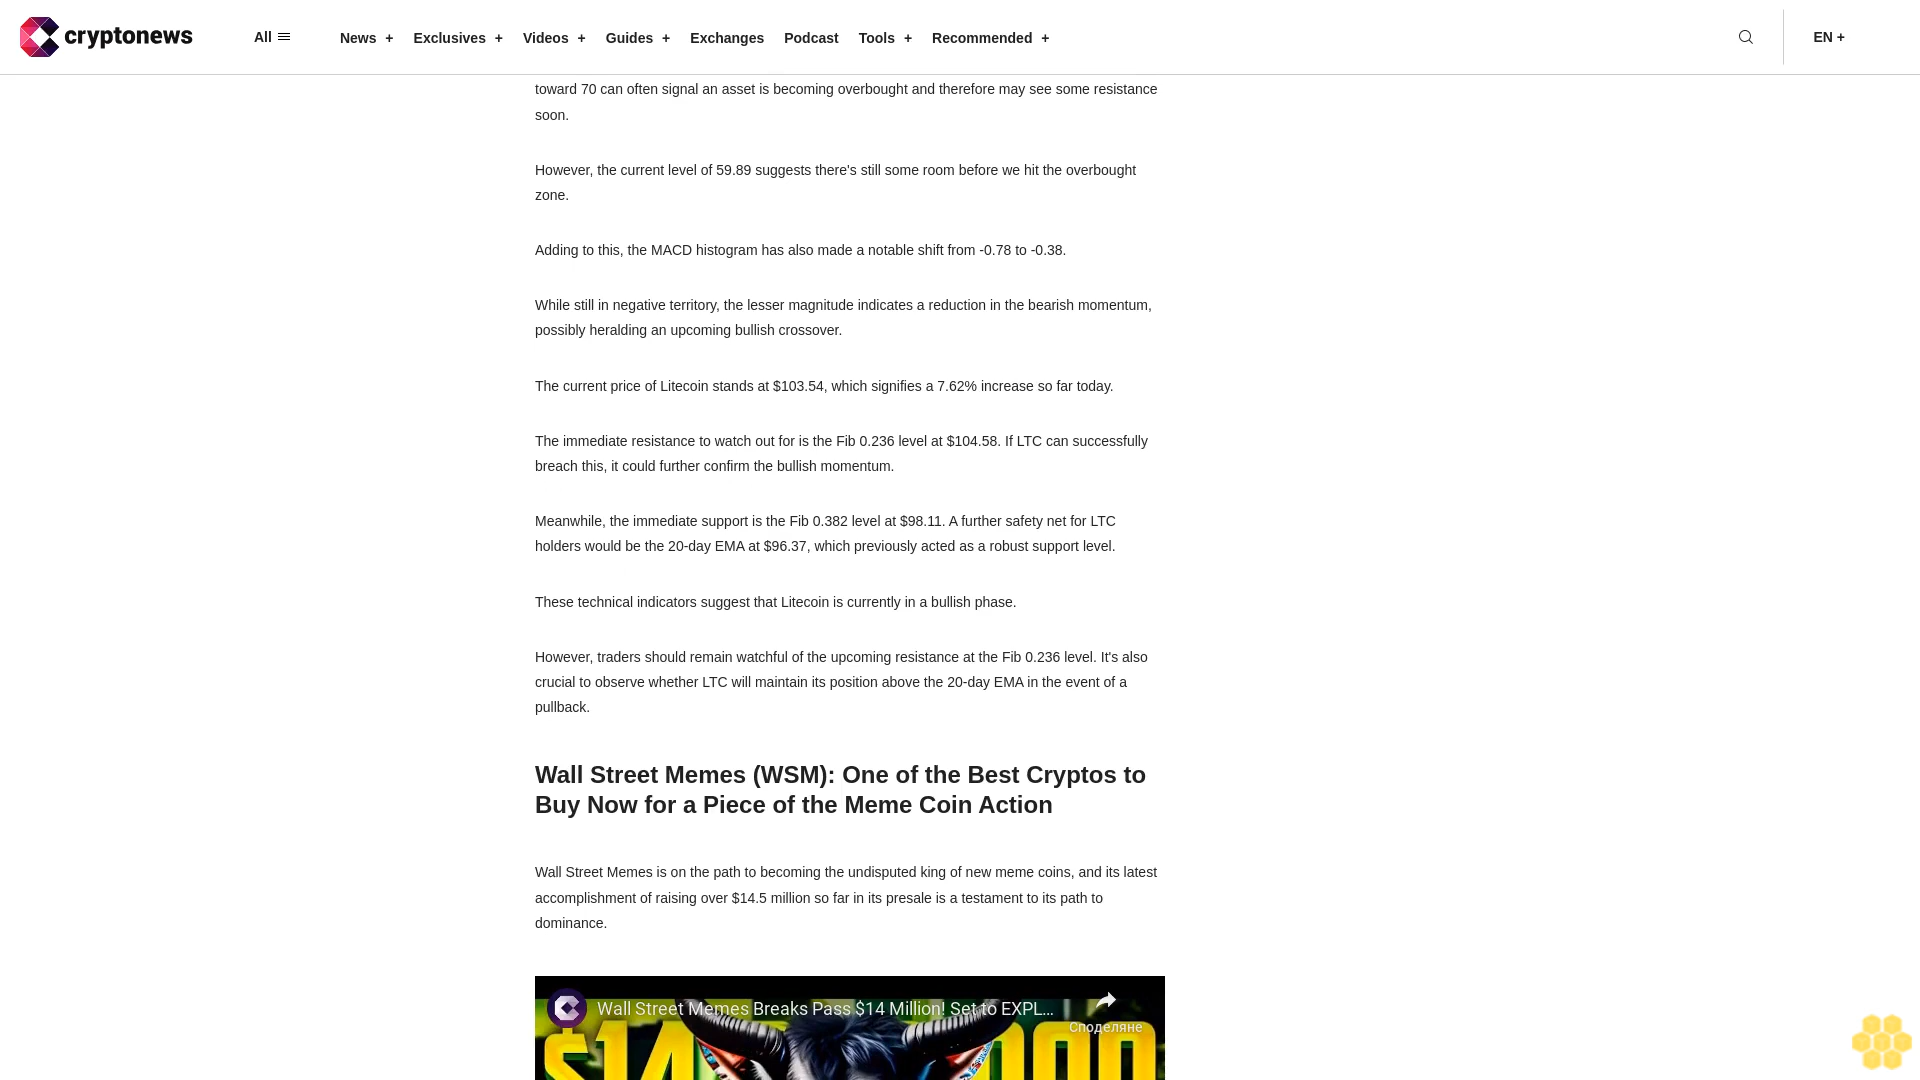 cryptonews All News + Exclusives + Videos + Guides + Exchanges Podcast Tools + Recommended + EN +
toward 70 can often signal an asset is becoming overbought and therefore may see some resistance
soon.
However, the current level of 59.89 suggests there's still some room before we hit the overbought
zone.
Adding to this, the MACD histogram has also made a notable shift from -0.78 to -0.38.
While still in negative territory, the lesser magnitude indicates a reduction in the bearish momentum,
possibly heralding an upcoming bullish crossover.
The current price of Litecoin stands at $103.54, which signifies a 7.62% increase so far today.
The immediate resistance to watch out for is the Fib 0.236 level at $104.58. If LTC can successfully
breach this, it could further confirm the bullish momentum.
Meanwhile, the immediate support is the Fib 0.382 level at $98.11. A further safety net for LTC
holders would be the 20-day EMA at $96.37, which previously acted as a robust support level.
These technical indicators suggest that Litecoin is currently in a bullish phase.
However, traders should remain watchful of the upcoming resistance at the Fib 0.236 level. It's also
crucial to observe whether LTC will maintain its position above the 20-day EMA in the event of a
pullback.
Wall Street Memes (WSM): One of the Best Cryptos to
Buy Now for a Piece of the Meme Coin Action
Wall Street Memes is on the path to becoming the undisputed king of new meme coins, and its latest
accomplishment of raising over $14.5 million so far in its presale is a testament to its path to
dominance.
Wall Street Memes Breaks Pass $14 Million! Set to EXPL...
Споделяне